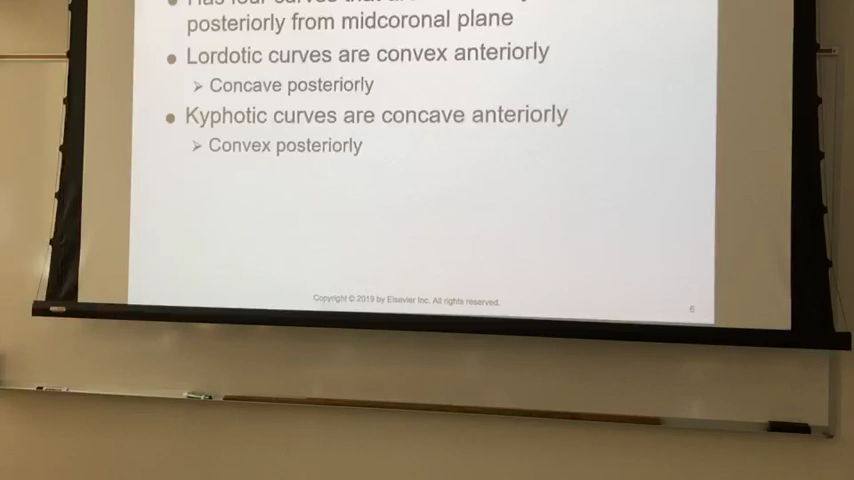 posteriorly from midcoronal plane
Lordotic curves are convex anteriorly
Concave posteriorly
Kyphotic curves are concave anteriorly
Convex posteriorly
Copyright © 2019 by Elsevier Inc. All rights reserved.
6